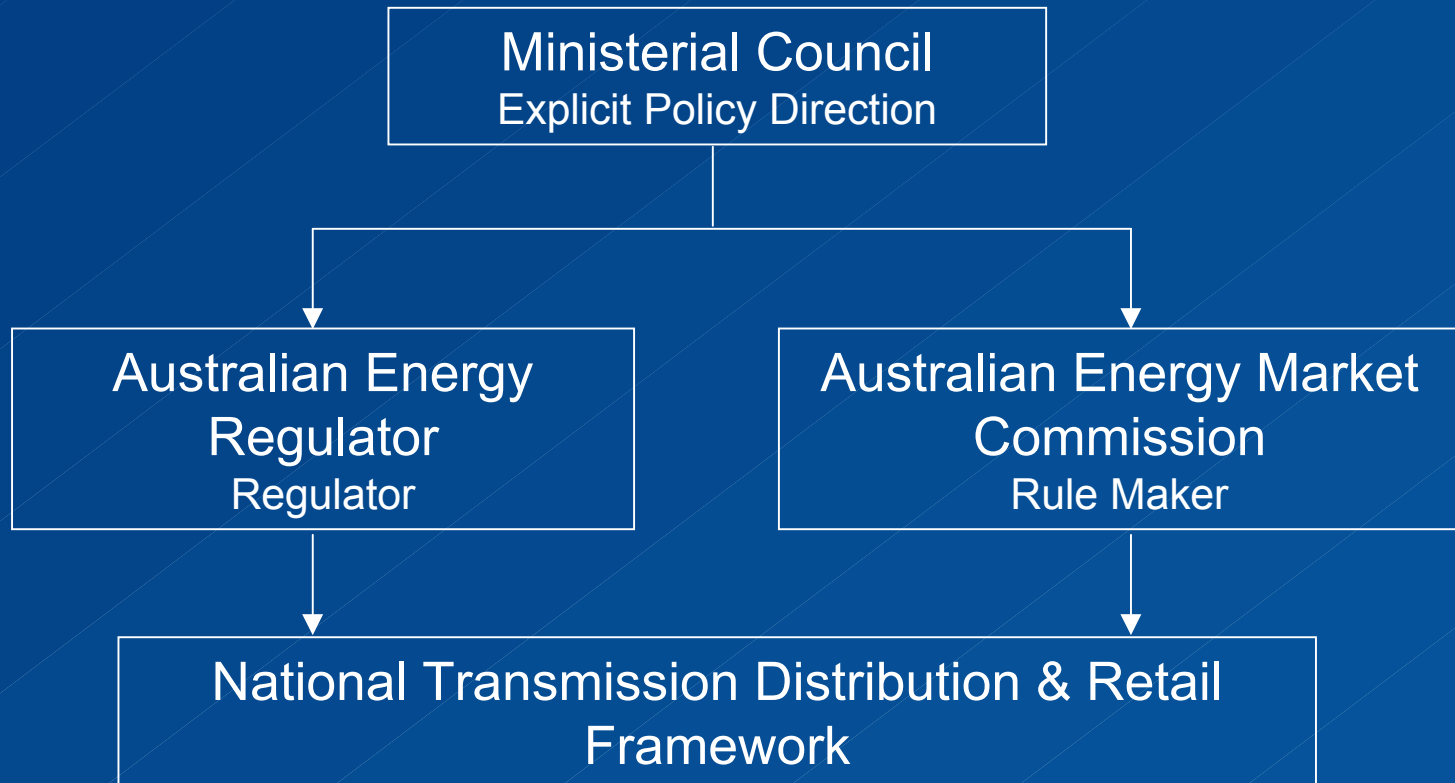 Ministerial Council
Explicit Policy Direction
Australian Energy
Regulator
Regulator
Australian Energy Market
Commission
Rule Maker
National Transmission Distribution & Retail
Framework